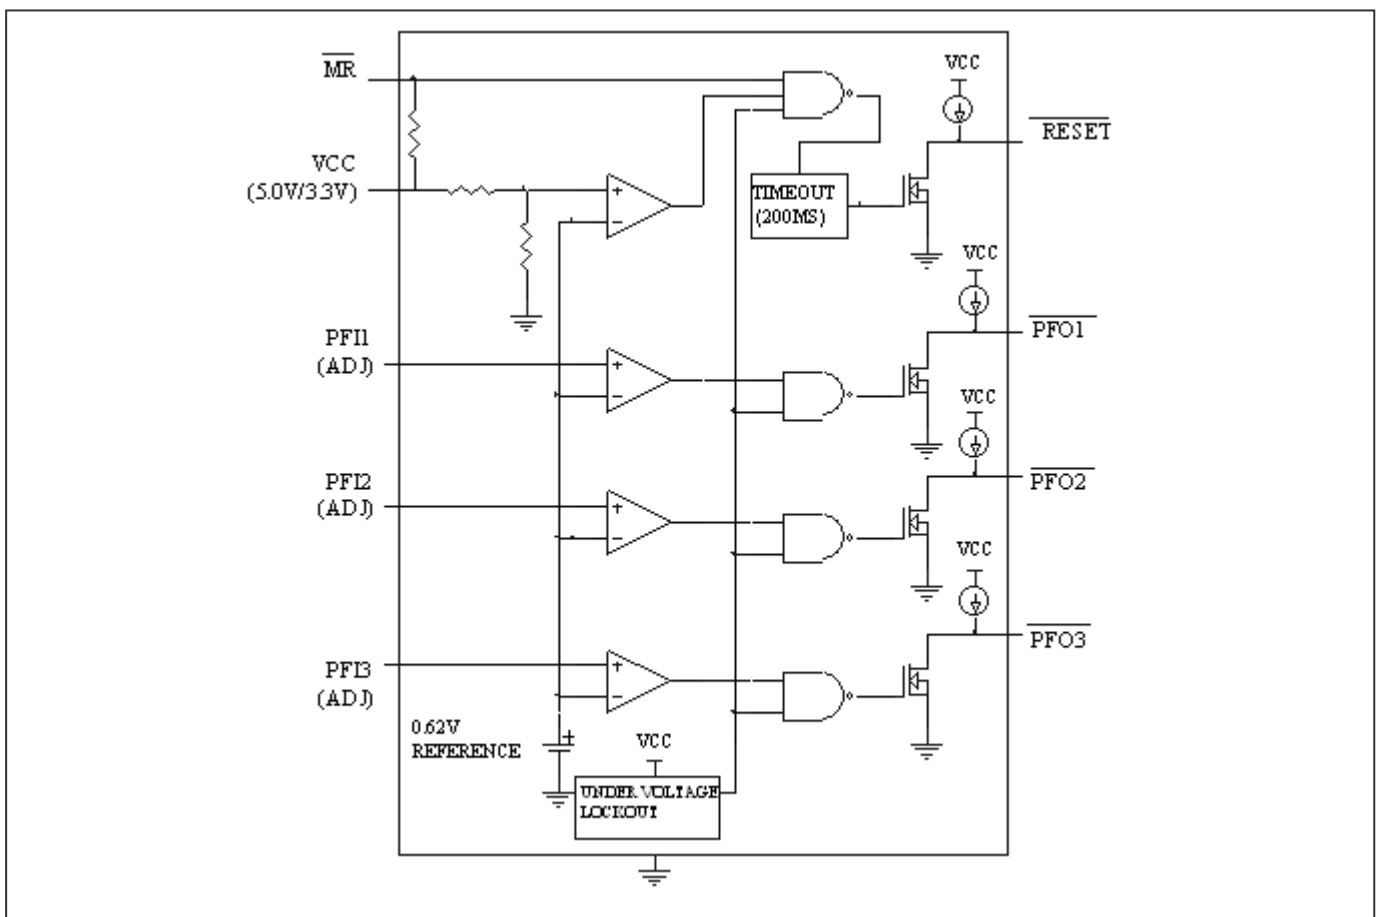 MR
VCC
(5.0V/3.3V)
VCC
RESET
TIMEOUT
(200MS)
+
−
VCC
PFI1
(ADJ)
+
−
PFO1
VCC
PFI2
(ADJ)
+
−
PFO2
VCC
PFI3
(ADJ)
+
−
PFO3
0.62V
REFERENCE
+
VCC
UNDER VOLTAGE
LOCKOUT